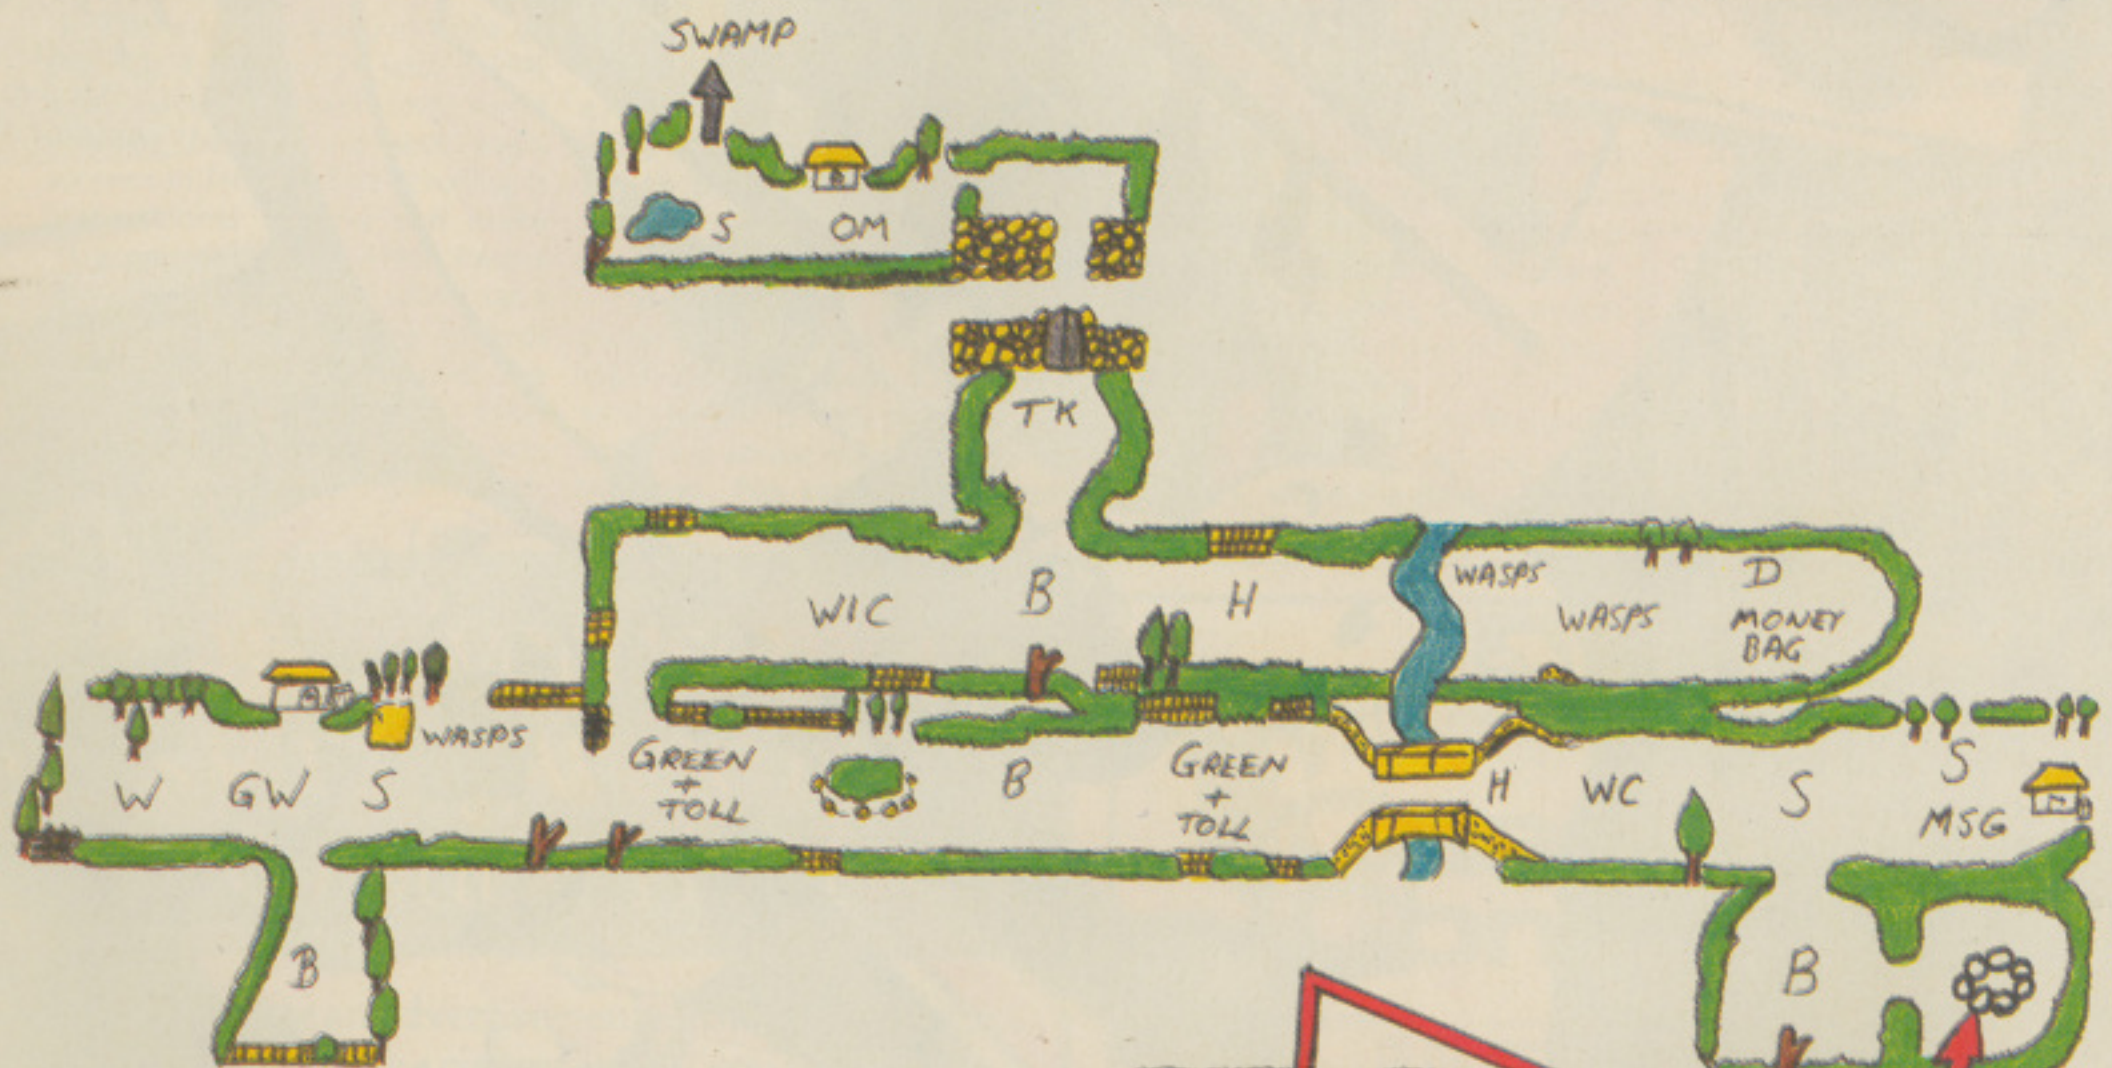 SWAMP
S OM
TK
WIC B H WASPS WASPS D
MONEY
BAG
WASPS
W GW S
GREEN
+
TOLL
B
GREEN
+
TOLL
H WC S S
MSG
B
B